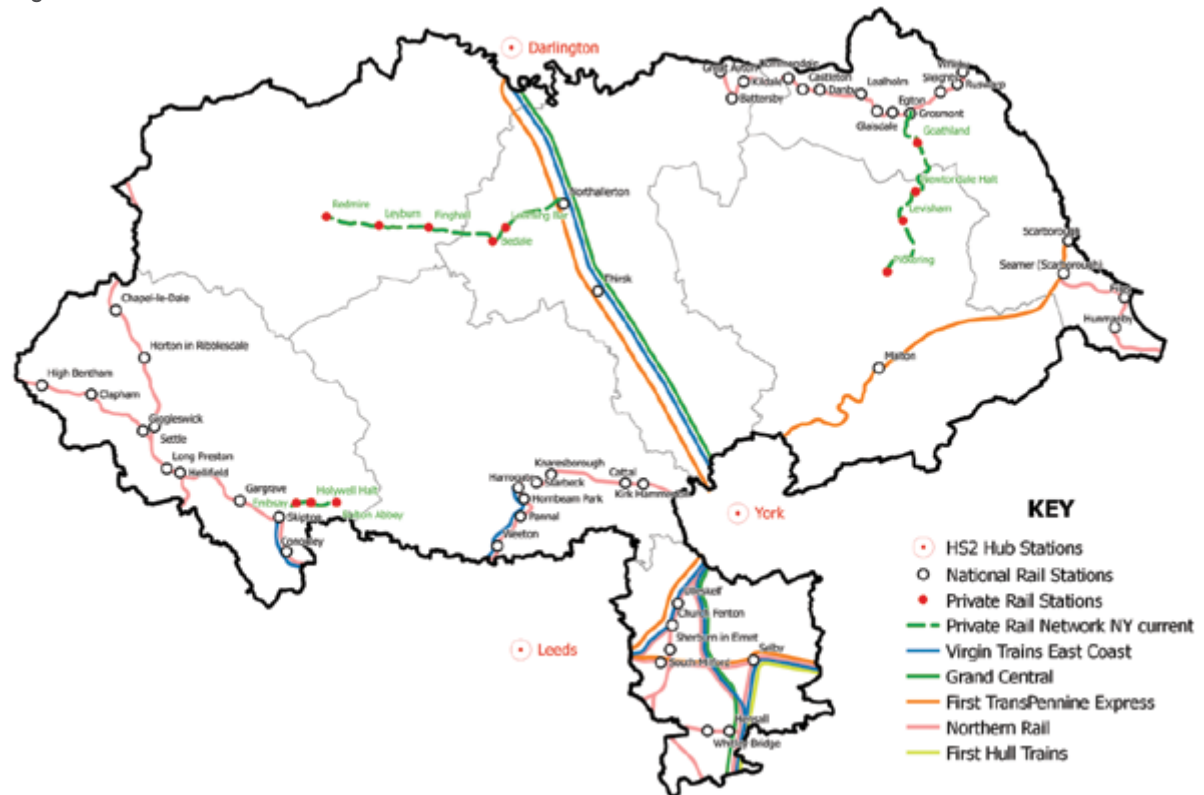 Darlington
Great Ayton
Kildale
Battersby
Commondale
Castleton
Danby
Lealholm
Glaisdale
Egton
Grosmont
Sleights
Ruswarp
Whitby
Goathland
Newtondale Halt
Levisham
Pickering
Redmire
Leyburn
Finghall
Bedale
Leeming Bar
Northallerton
Thirsk
Scarborough
Seamer (Scarborough)
Filey
Hunmanby
Malton
Chapel-le-Dale
Horton in Ribblesdale
High Bentham
Clapham
Giggleswick
Settle
Long Preston
Hellifield
Gargrave
Embsay
Holywell Halt
Bolton Abbey
Skipton
Cononley
Knaresborough
Harrogate
Starbeck
Cattal
Kirk Hammerton
Hornbeam Park
Pannal
Weeton
York
Leeds
Ulleskelf
Church Fenton
Sherburn in Elmet
South Milford
Selby
Hensall
Whitley Bridge
KEY
HS2 Hub Stations
National Rail Stations
Private Rail Stations
Private Rail Network NY current
Virgin Trains East Coast
Grand Central
First TransPennine Express
Northern Rail
First Hull Trains